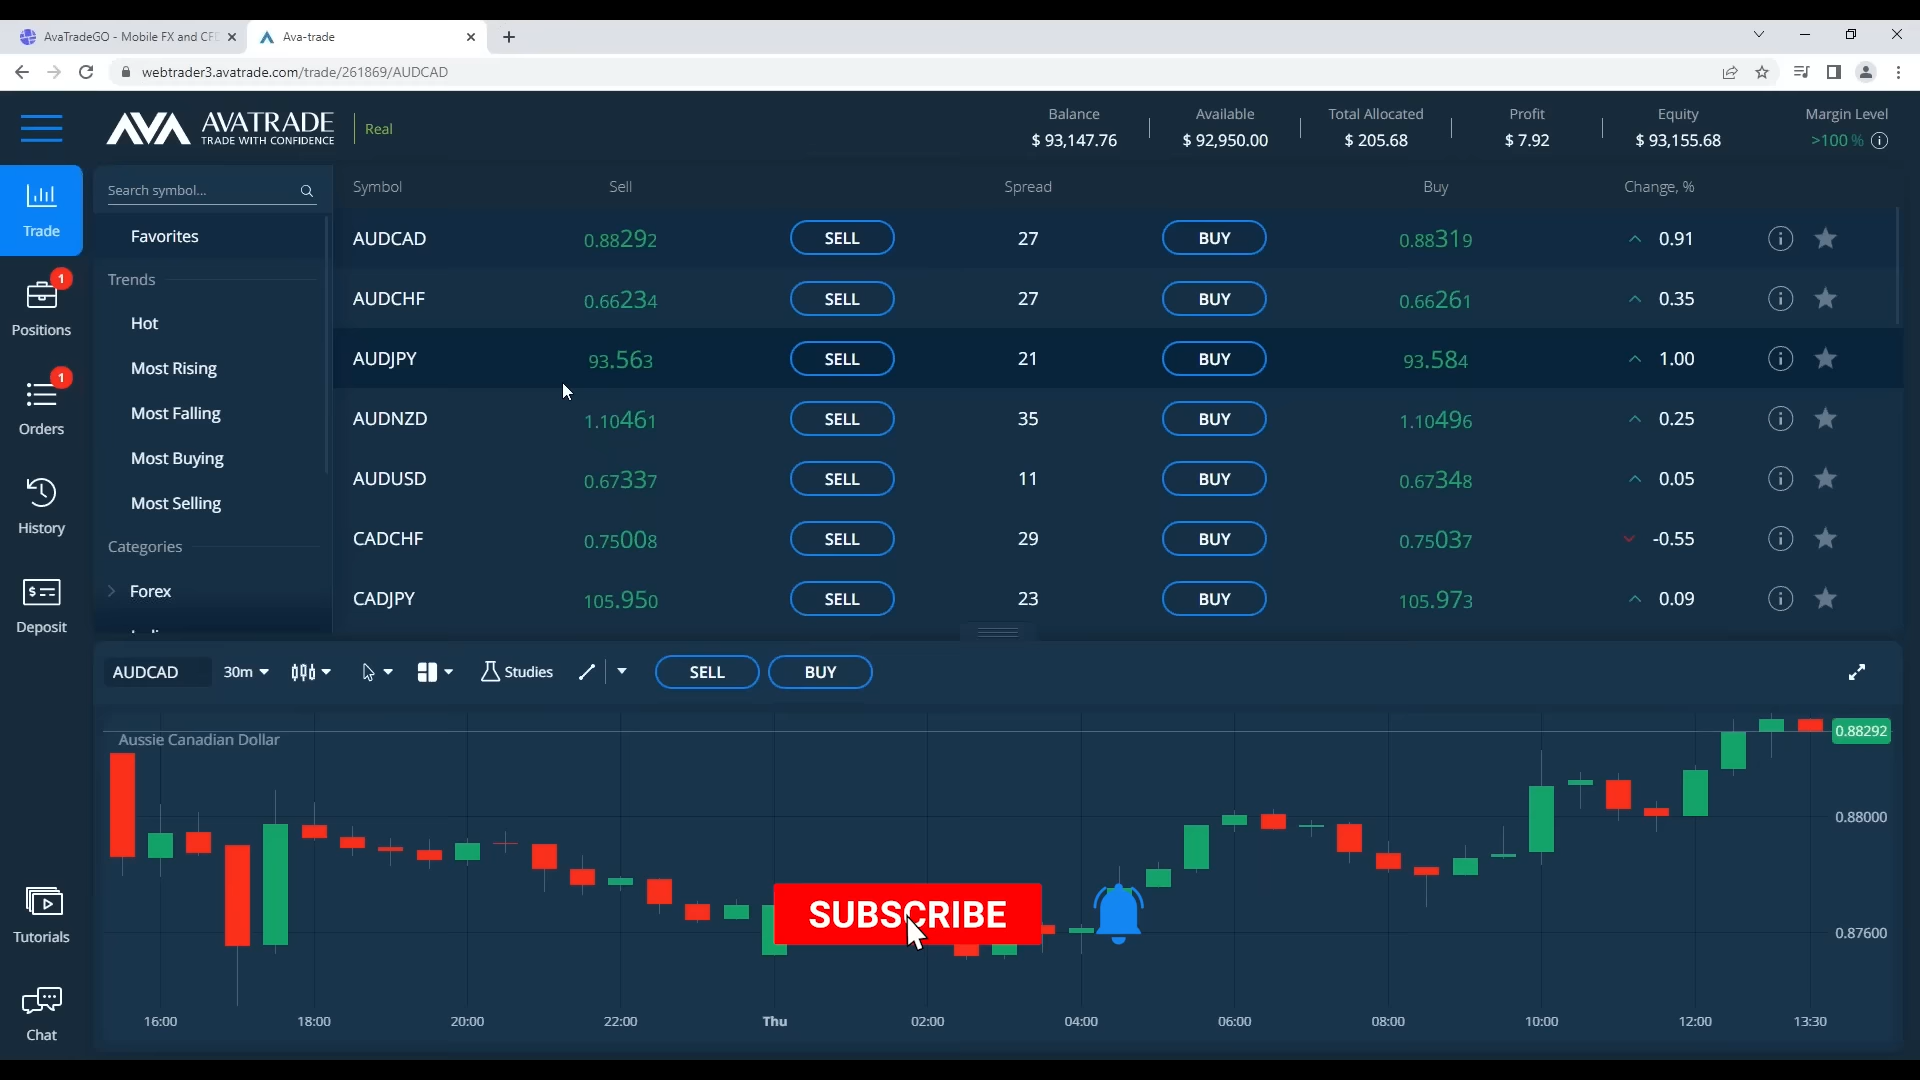 AvaTradeGO - Mobile FX and CFD
Ava-trade
webtrader3.avatrade.com/trade/261869/AUDCAD
AVA AVATRADE
TRADE WITH CONFIDENCE
Real
Balance Available Total Allocated Profit Equity Margin Level
$ 93,147.76 $ 92,950.00 $ 205.68 $ 7.92 $ 93,155.68 >100 %
Trade
1
Positions
1
Orders
History
Deposit
Tutorials
Chat
Search symbol...
Favorites
Trends
Hot
Most Rising
Most Falling
Most Buying
Most Selling
Categories
Forex
Symbol Sell Spread Buy Change, %
AUDCAD 0.88292 SELL 27 BUY 0.88319 0.91
AUDCHF 0.66234 SELL 27 BUY 0.66261 0.35
AUDJPY 93.563 SELL 21 BUY 93.584 1.00
AUDNZD 1.10461 SELL 35 BUY 1.10496 0.25
AUDUSD 0.67337 SELL 11 BUY 0.67348 0.05
CADCHF 0.75008 SELL 29 BUY 0.75037 -0.55
CADJPY 105.950 SELL 23 BUY 105.973 0.09
AUDCAD 30m Studies SELL BUY
Aussie Canadian Dollar
0.88292
0.88000
0.87600
SUBSCRIBE
16:00 18:00 20:00 22:00 Thu 02:00 04:00 06:00 08:00 10:00 12:00 13:30